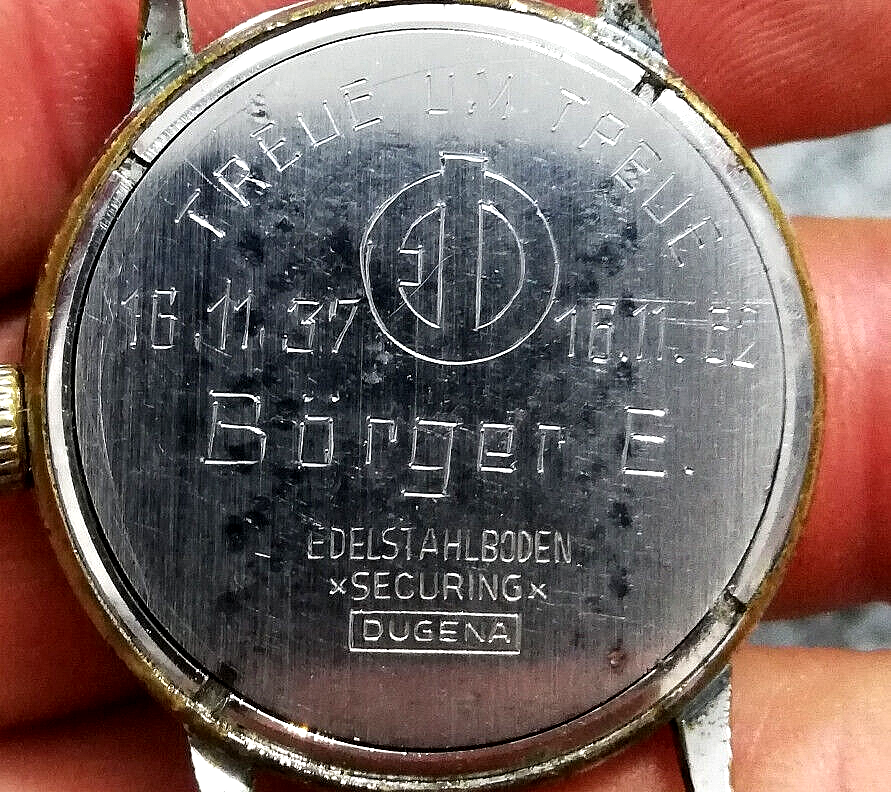 TREUE UM TREUE
16.11.37 16.11.62
Börger E.
EDELSTAHLBODEN
×SECURING×
DUGENA